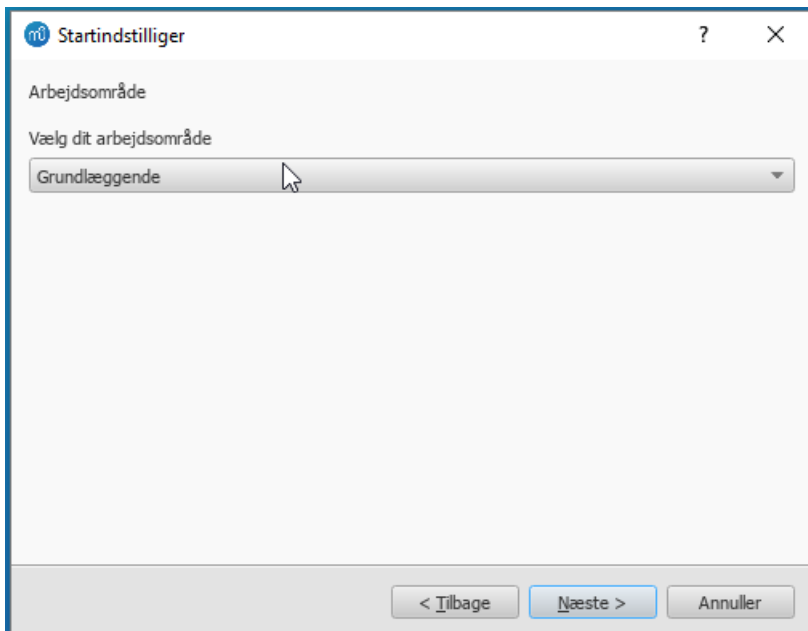 Startindstilliger
?
Arbejdsområde
Vælg dit arbejdsområde
Grundlæggende
< Tilbage Næste > Annuller